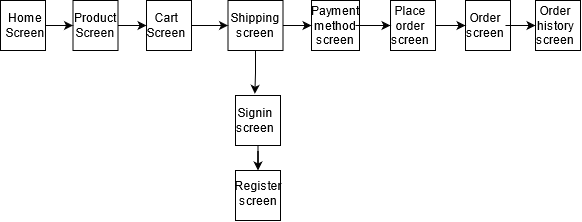 Home
Screen
Product
Screen
Cart
Screen
Shipping
screen
Payment
method
screen
Place
order
screen
Order
screen
Order
history
screen
Signin
screen
Register
screen